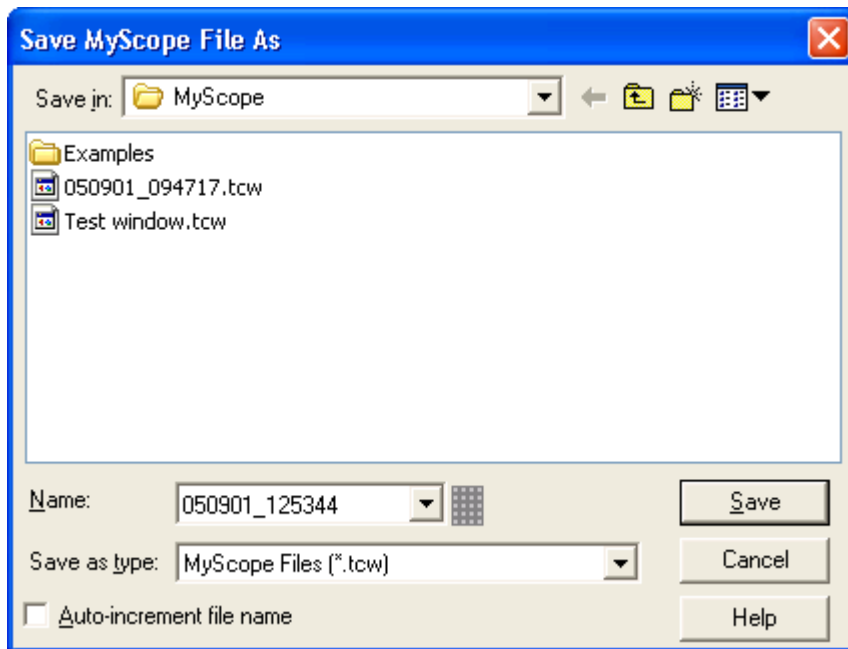 Save MyScope File As
Save in: MyScope
Examples
050901_094717.tcw
Test window.tcw
Name: 050901_125344 Save
Save as type: MyScope Files (*.tcw) Cancel
Auto-increment file name Help